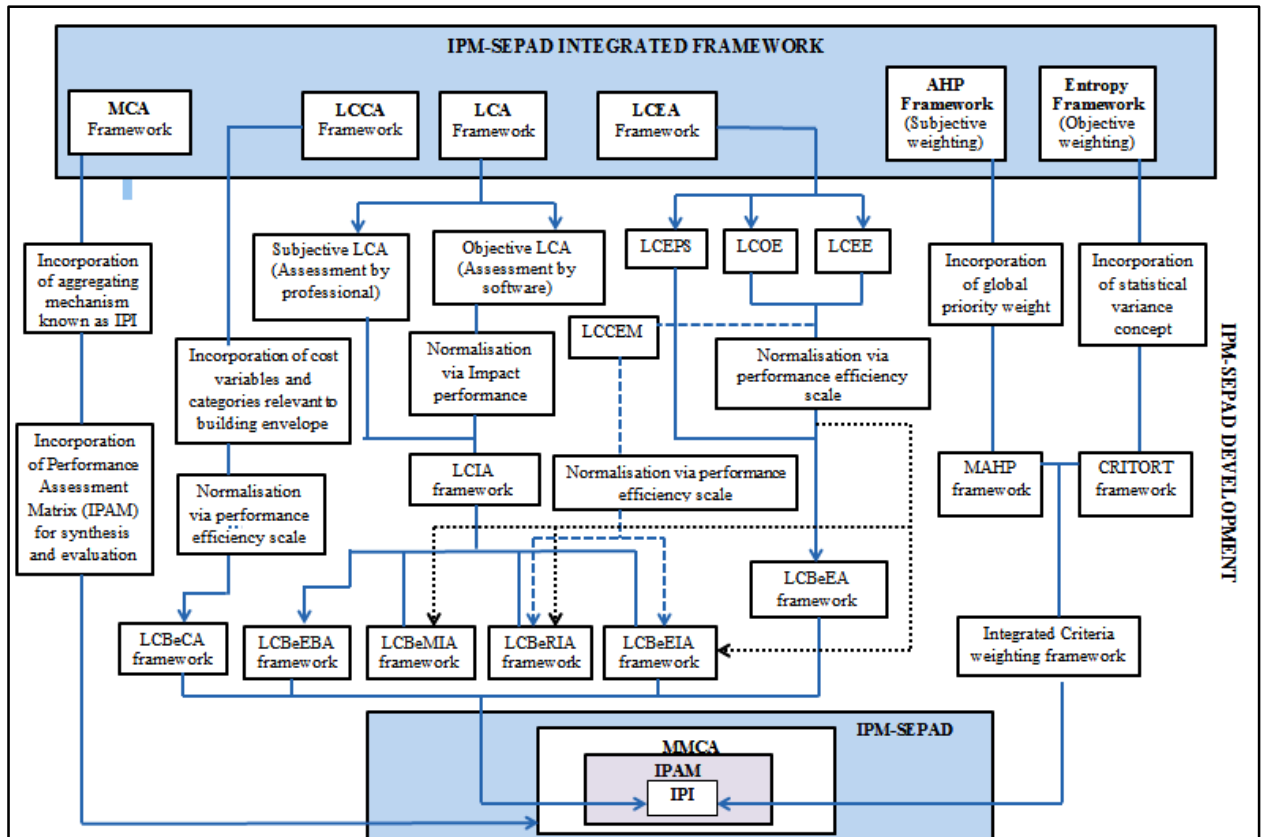 IPM-SEPAD INTEGRATED FRAMEWORK
MCA
Framework
LCCA
Framework
LCA
Framework
LCEA
Framework
AHP
Framework
(Subjective
weighting)
Entropy
Framework
(Objective
weighting)
Incorporation
of aggregating
mechanism
known as IPI
Subjective LCA
(Assessment by
professional)
Objective LCA
(Assessment by
software)
LCEPS
LCOE
LCEE
Incorporation
of global
priority weight
Incorporation
of statistical
variance
concept
LCCEM
Incorporation of cost
variables and
categories relevant to
building envelope
Normalisation
via Impact
performance
Normalisation via
performance efficiency
scale
Incorporation
of Performance
Assessment
Matrix (IPAM)
for synthesis
and evaluation
Normalisation
via performance
efficiency scale
LCIA
framework
Normalisation via performance
efficiency scale
MAHP
framework
CRITORT
framework
IPM-SEPAD DEVELOPMENT
LCBeEA
framework
LCBeCA
framework
LCBeEBA
framework
LCBeMIA
framework
LCBeRIA
framework
LCBeEIA
framework
Integrated Criteria
weighting framework
IPM-SEPAD
MMCA
IPAM
IPI